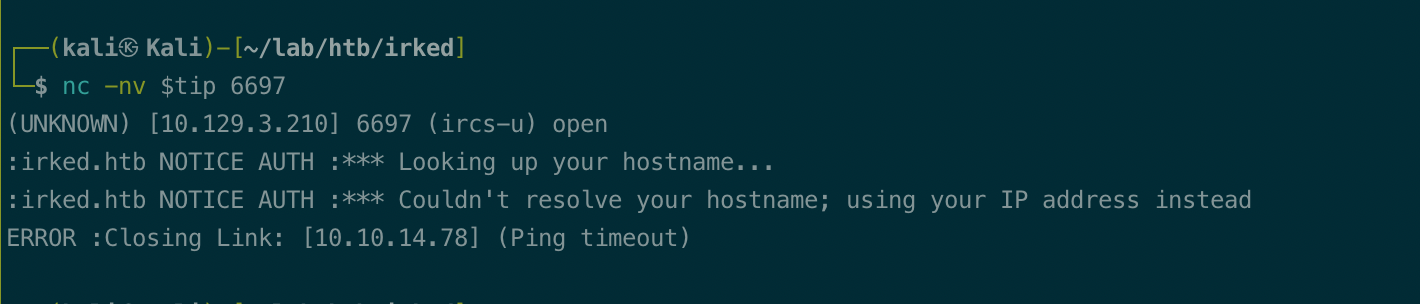 ┌──(kali㉿Kali)-[~/lab/htb/irked]
└─$ nc -nv $tip 6697
(UNKNOWN) [10.129.3.210] 6697 (ircs-u) open
:irked.htb NOTICE AUTH :*** Looking up your hostname...
:irked.htb NOTICE AUTH :*** Couldn't resolve your hostname; using your IP address instead
ERROR :Closing Link: [10.10.14.78] (Ping timeout)